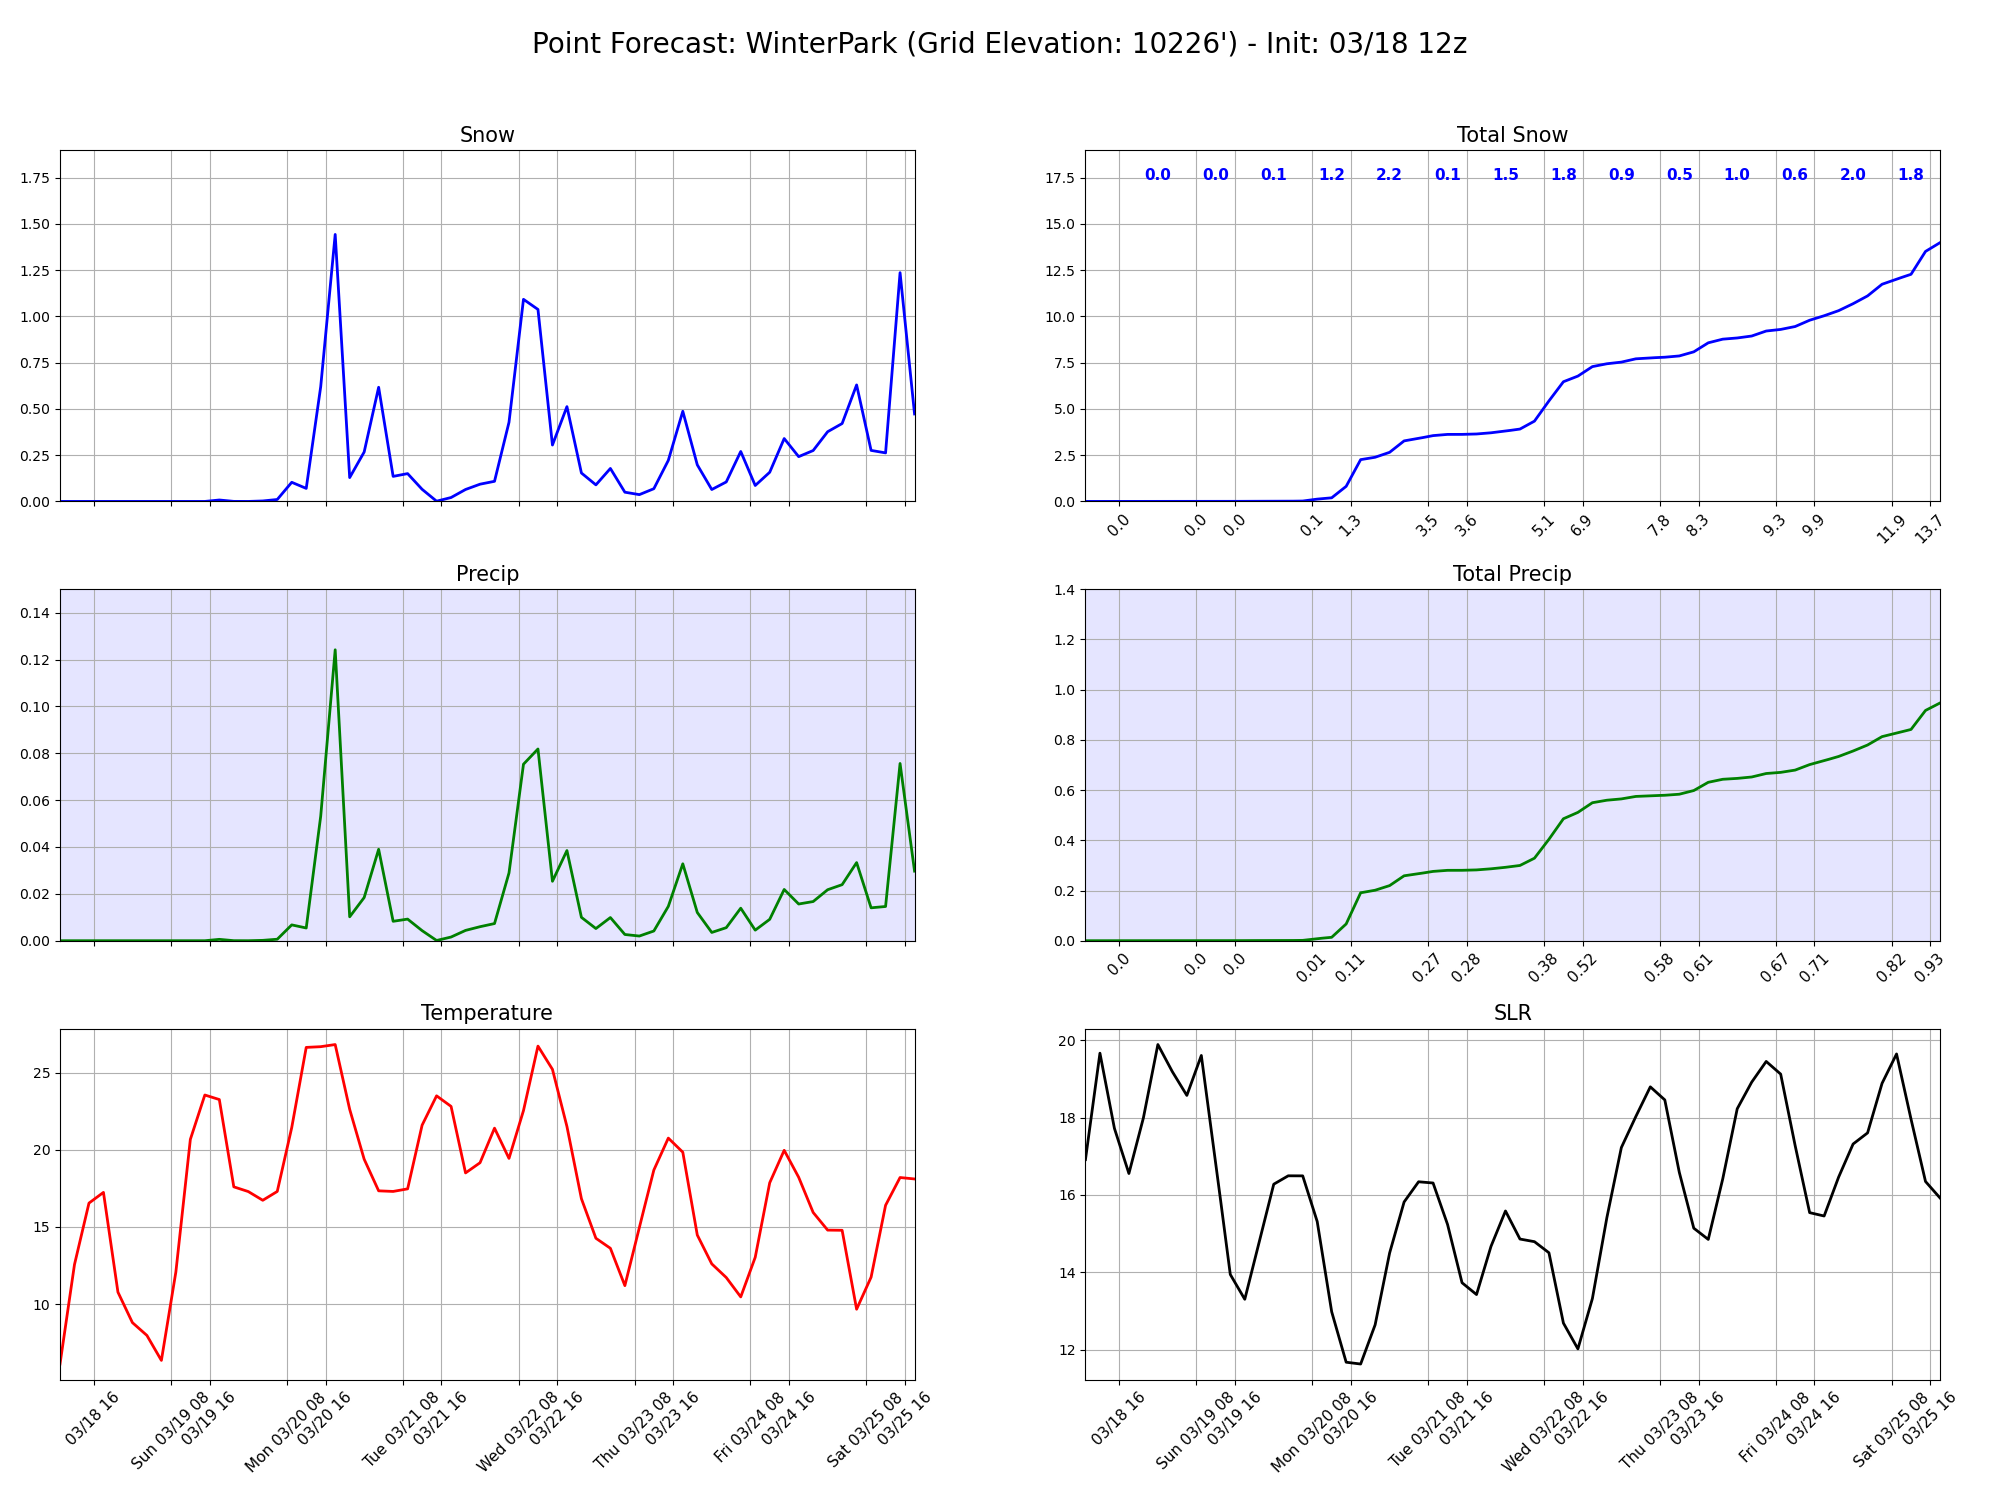 Point Forecast: WinterPark (Grid Elevation: 10226') - Init: 03/18 12z
Snow
1.75
1.50
1.25
1.00
0.75
0.50
0.25
0.00
Total Snow
0.0 0.0 0.1 1.2 2.2 0.1 1.5 1.8 0.9 0.5 1.0 0.6 2.0 1.8
17.5
15.0
12.5
10.0
7.5
5.0
2.5
0.0
0.0 0.0 0.0 0.1 1.3 3.5 3.6 5.1 6.9 7.8 8.3 9.3 9.9 11.9 13.7
Precip
0.14
0.12
0.10
0.08
0.06
0.04
0.02
0.00
Total Precip
1.4
1.2
1.0
0.8
0.6
0.4
0.2
0.0
0.0 0.0 0.0 0.01 0.11 0.27 0.28 0.38 0.52 0.58 0.61 0.67 0.71 0.82 0.93
Temperature
25
20
15
10
03/18 16
Sun 03/19 08
03/19 16
Mon 03/20 08
03/20 16
Tue 03/21 08
03/21 16
Wed 03/22 08
03/22 16
Thu 03/23 08
03/23 16
Fri 03/24 08
03/24 16
Sat 03/25 08
03/25 16
SLR
20
18
16
14
12
03/18 16
Sun 03/19 08
03/19 16
Mon 03/20 08
03/20 16
Tue 03/21 08
03/21 16
Wed 03/22 08
03/22 16
Thu 03/23 08
03/23 16
Fri 03/24 08
03/24 16
Sat 03/25 08
03/25 16